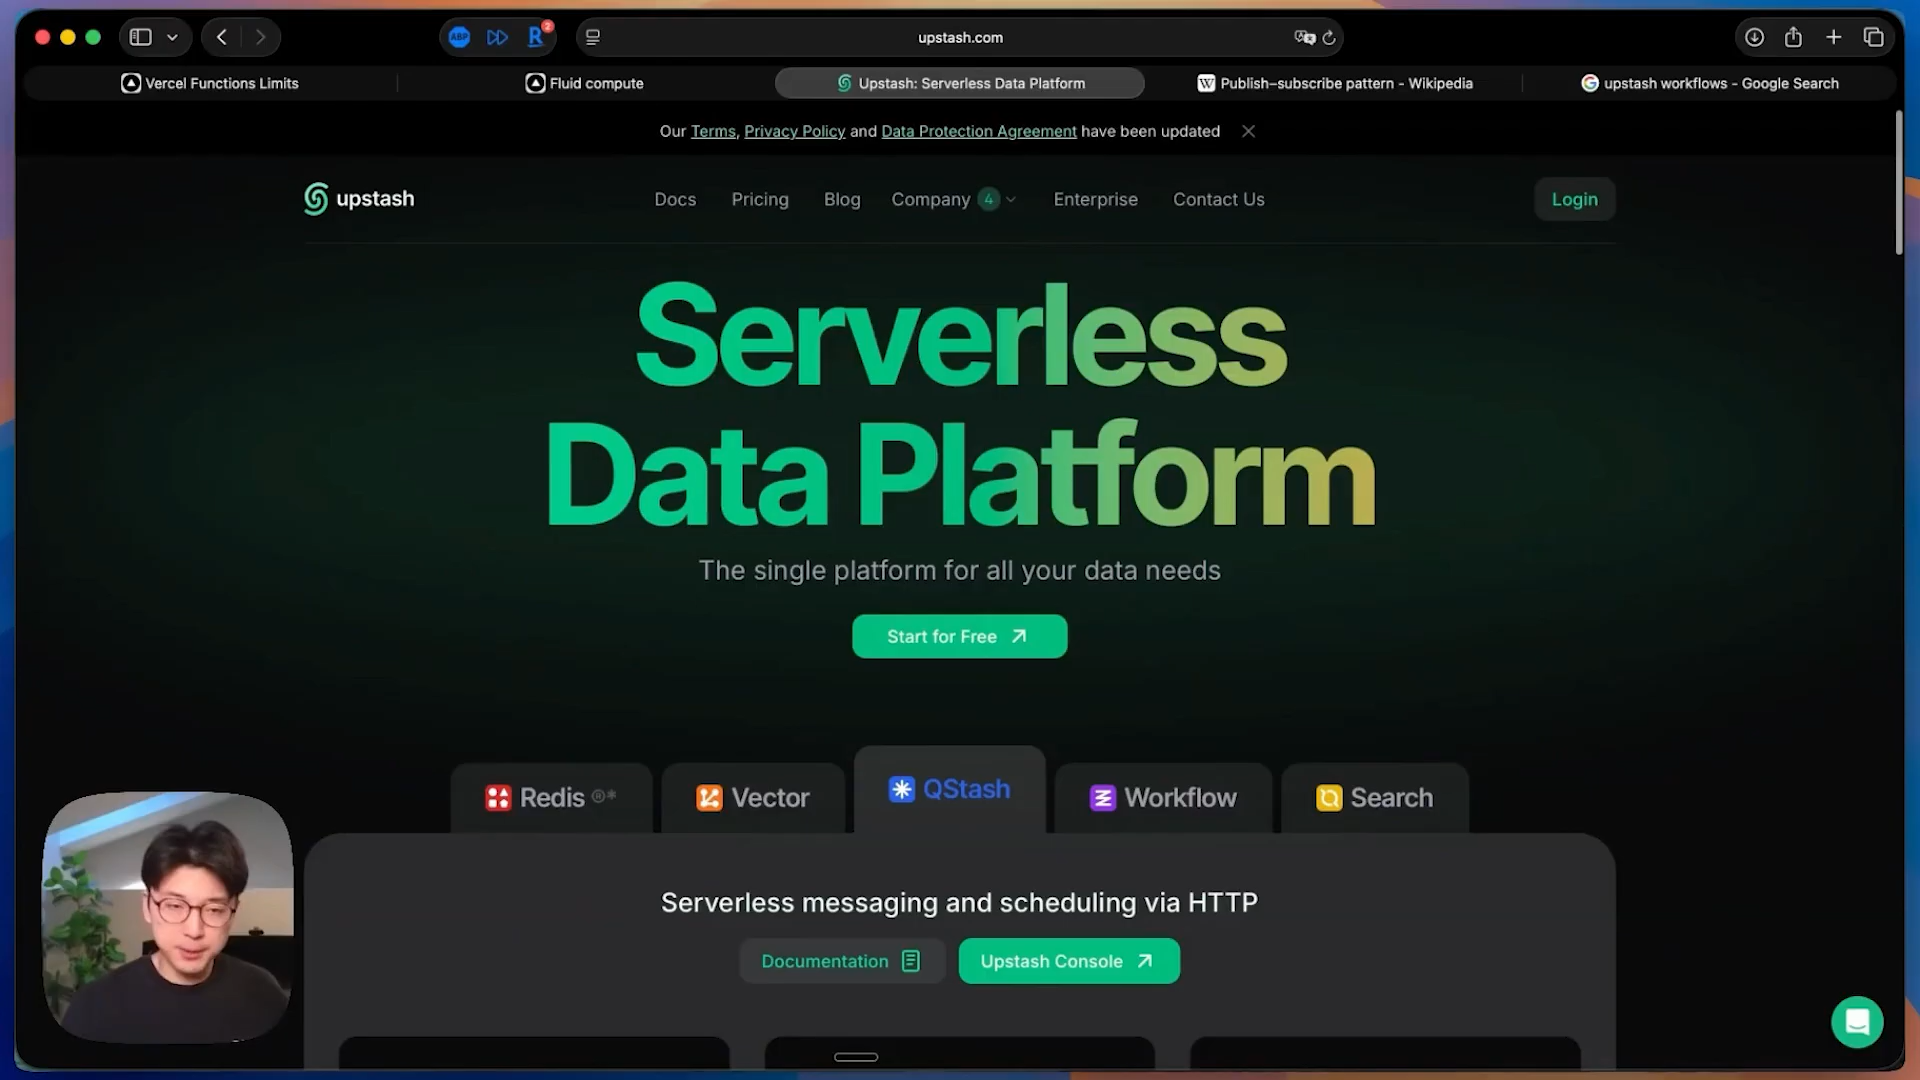 upstash.com
Vercel Functions Limits
Fluid compute
Upstash: Serverless Data Platform
Publish–subscribe pattern - Wikipedia
upstash workflows - Google Search
Our Terms, Privacy Policy and Data Protection Agreement have been updated
upstash
Docs
Pricing
Blog
Company 4
Enterprise
Contact Us
Login
Serverless
Data Platform
The single platform for all your data needs
Start for Free
Redis ®*
Vector
QStash
Workflow
Search
Serverless messaging and scheduling via HTTP
Documentation
Upstash Console